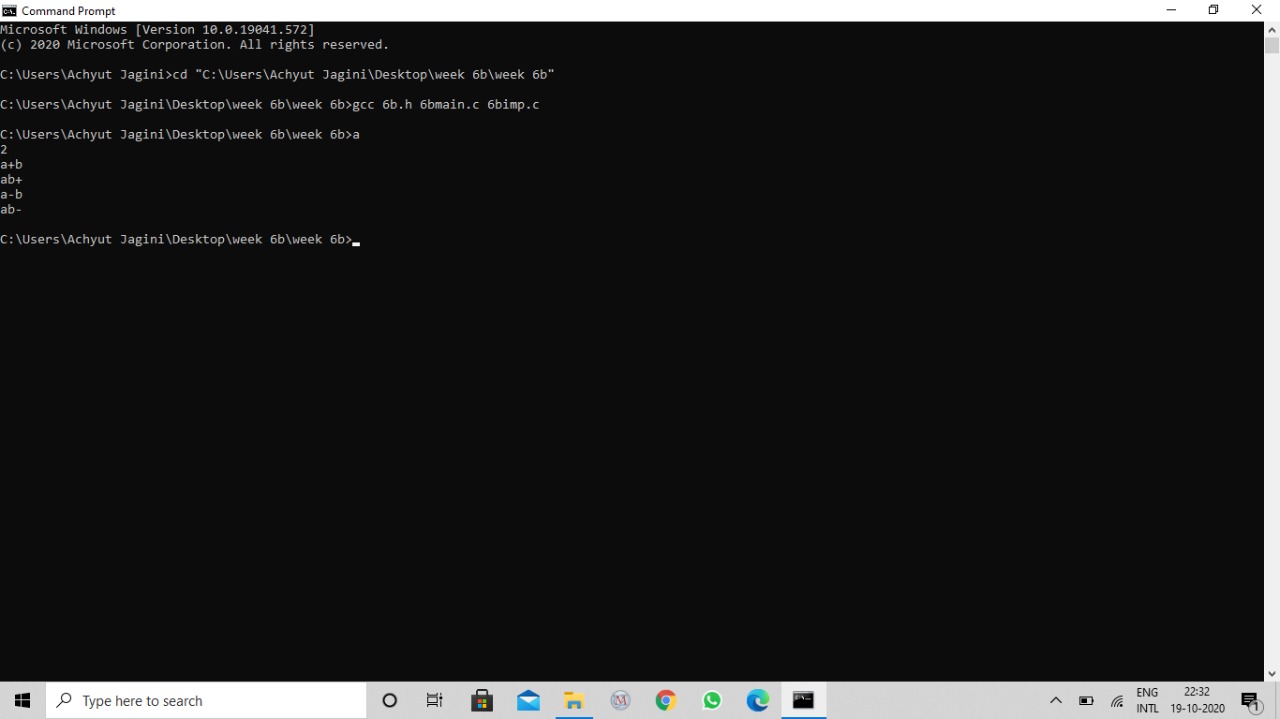 Command Prompt
Microsoft Windows [Version 10.0.19041.572]
(c) 2020 Microsoft Corporation. All rights reserved.
C:\Users\Achyut Jagini>cd "C:\Users\Achyut Jagini\Desktop\week 6b\week 6b"
C:\Users\Achyut Jagini\Desktop\week 6b\week 6b>gcc 6b.h 6bmain.c 6bimp.c
C:\Users\Achyut Jagini\Desktop\week 6b\week 6b>a
2
a+b
ab+
a-b
ab-
C:\Users\Achyut Jagini\Desktop\week 6b\week 6b>
Type here to search
ENG
INTL
22:32
19-10-2020
1